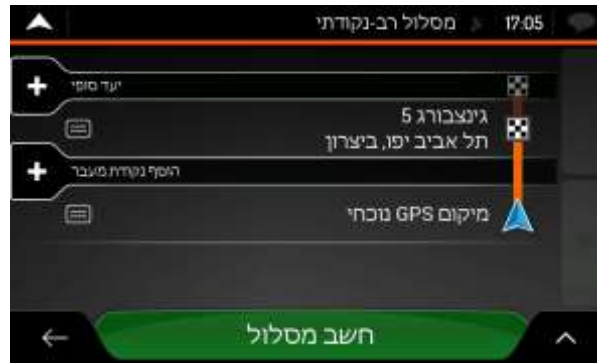 מסלול רב-נקודתי 17:05
יעד סופי
גינצבורג 5
תל אביב יפו, ביצרון
הוסף נקודת מעבר
מיקום GPS נוכחי
חשב מסלול